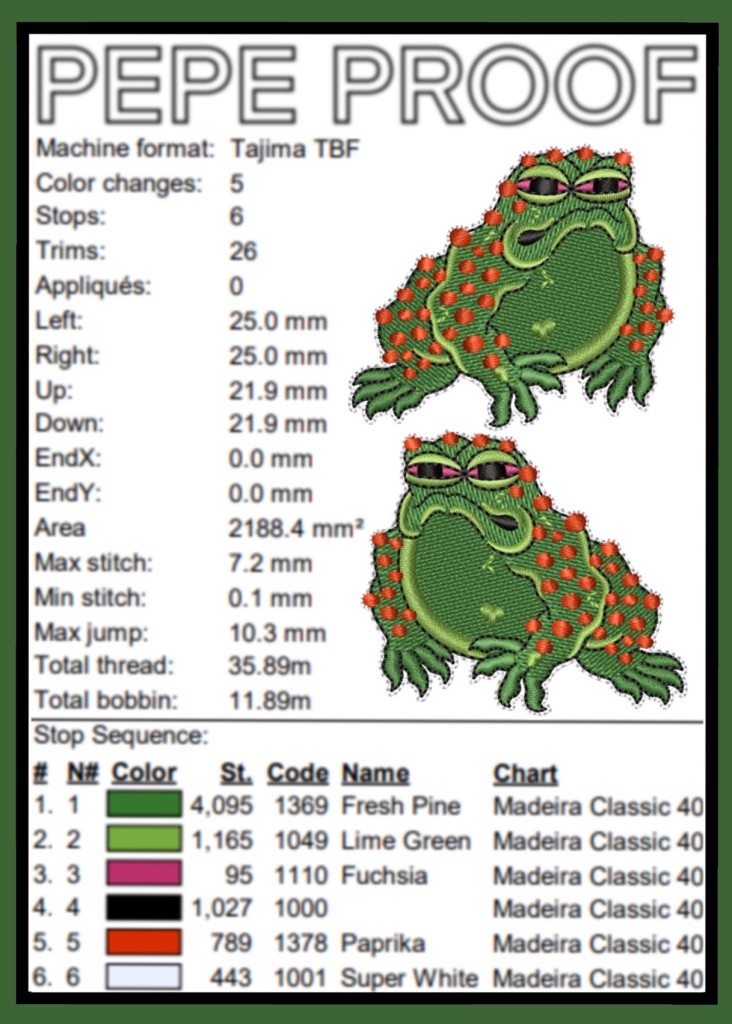 PEPE PROOF
Machine format: Tajima TBF
Color changes: 5
Stops: 6
Trims: 26
Appliqués: 0
Left: 25.0 mm
Right: 25.0 mm
Up: 21.9 mm
Down: 21.9 mm
EndX: 0.0 mm
EndY: 0.0 mm
Area 2188.4 mm²
Max stitch: 7.2 mm
Min stitch: 0.1 mm
Max jump: 10.3 mm
Total thread: 35.89m
Total bobbin: 11.89m
Stop Sequence:
# N# Color St. Code Name Chart
1. 1 4,095 1369 Fresh Pine Madeira Classic 40
2. 2 1,165 1049 Lime Green Madeira Classic 40
3. 3 95 1110 Fuchsia Madeira Classic 40
4. 4 1,027 1000 Madeira Classic 40
5. 5 789 1378 Paprika Madeira Classic 40
6. 6 443 1001 Super White Madeira Classic 40